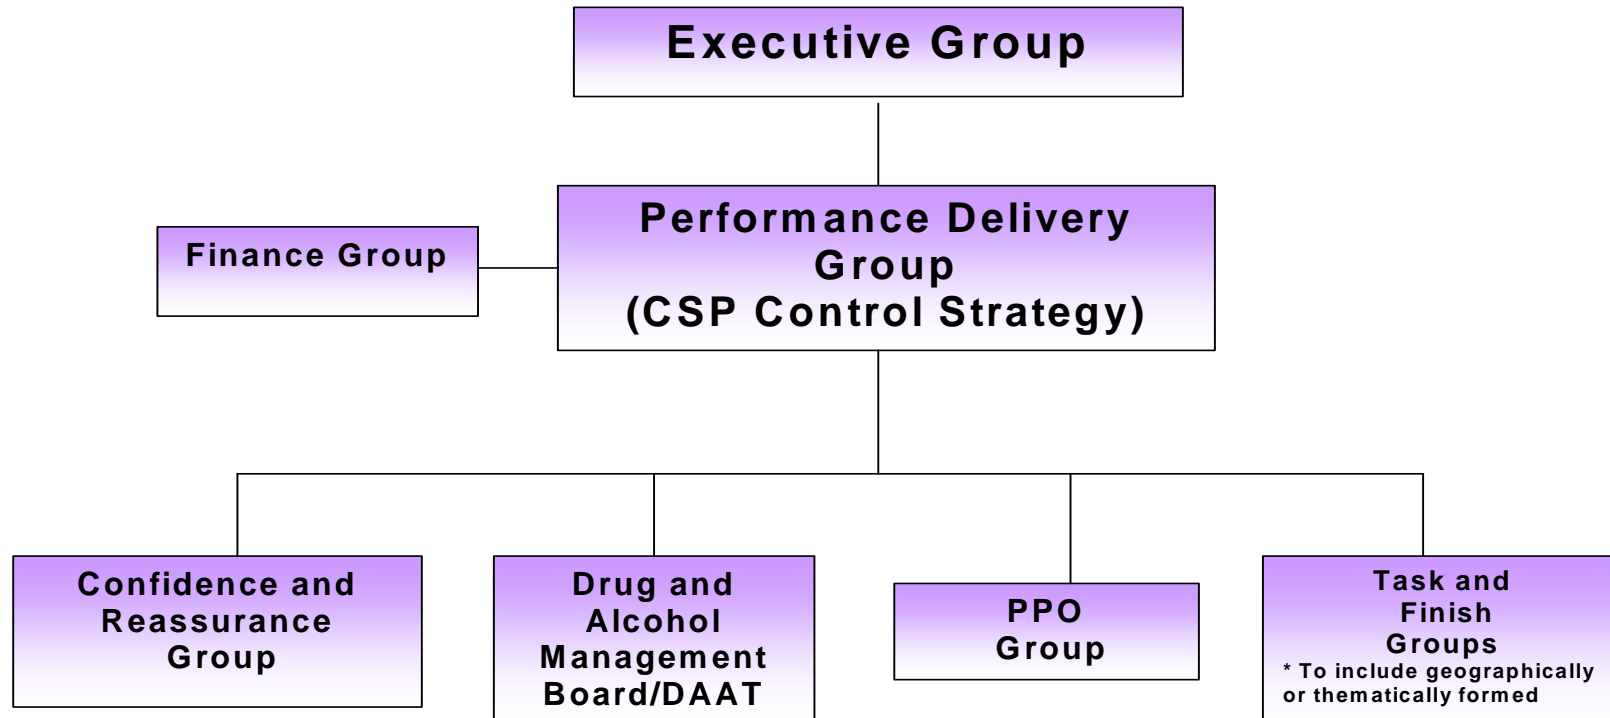 Executive Group
Performance Delivery
Group
(CSP Control Strategy)
Finance Group
Confidence and
Reassurance
Group
Drug and
Alcohol
Management
Board/DAAT
PPO
Group
Task and
Finish
Groups
* To include geographically
or thematically formed